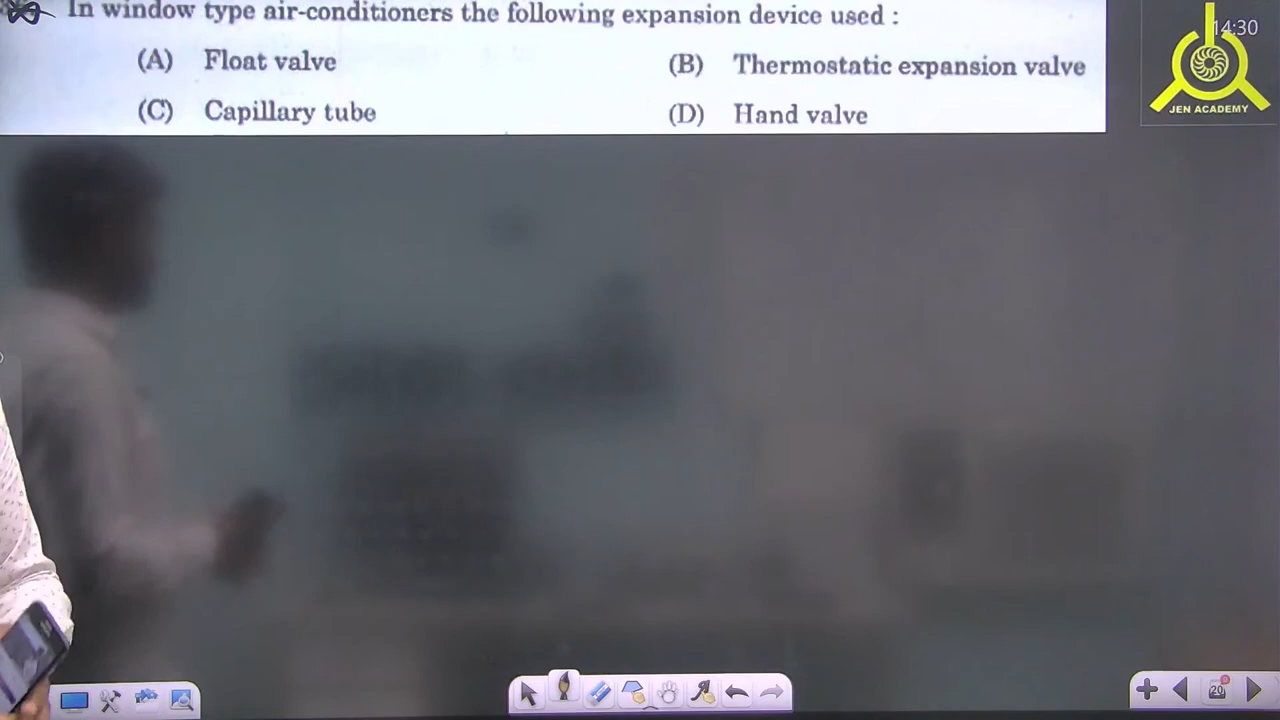 In window type air-conditioners the following expansion device used :
(A) Float valve (B) Thermostatic expansion valve
(C) Capillary tube (D) Hand valve
14:30
JEN ACADEMY
20